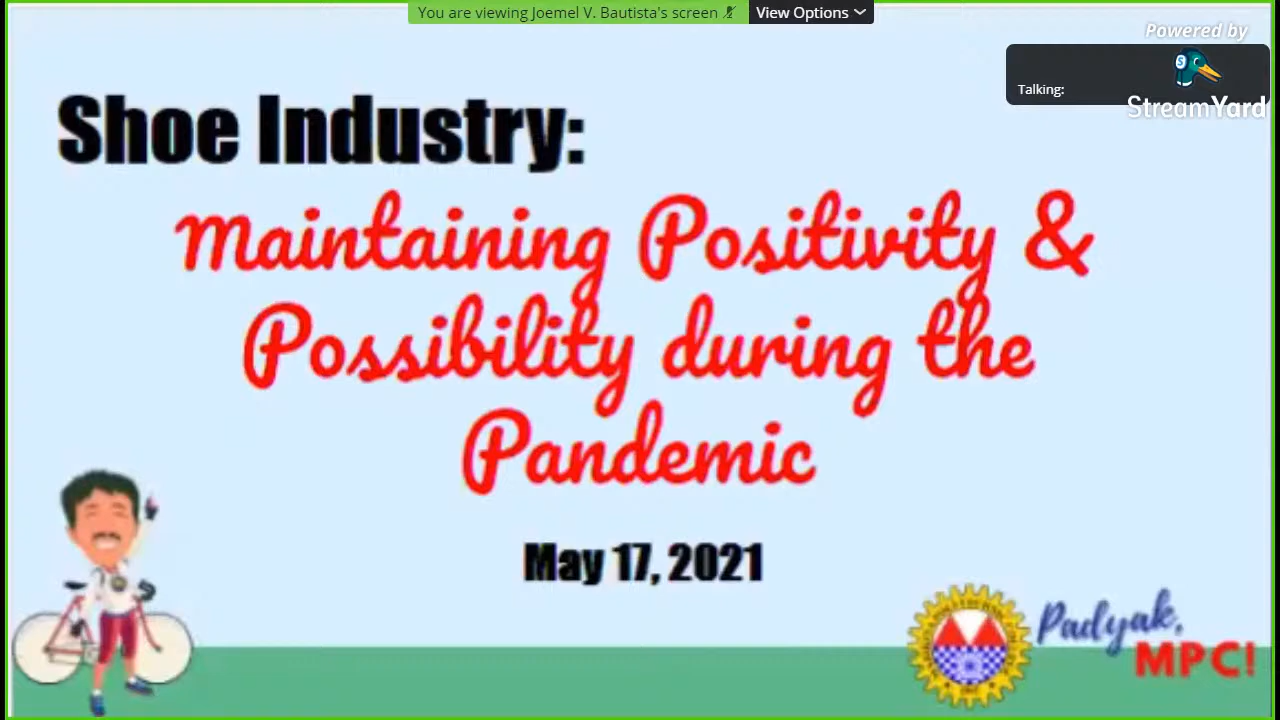 You are viewing Joemel V. Bautista's screen
View Options
Powered by
Talking:
StreamYard
Shoe Industry:
Maintaining Positivity &
Possibility during the
Pandemic
May 17, 2021
Padyak,
MPC!